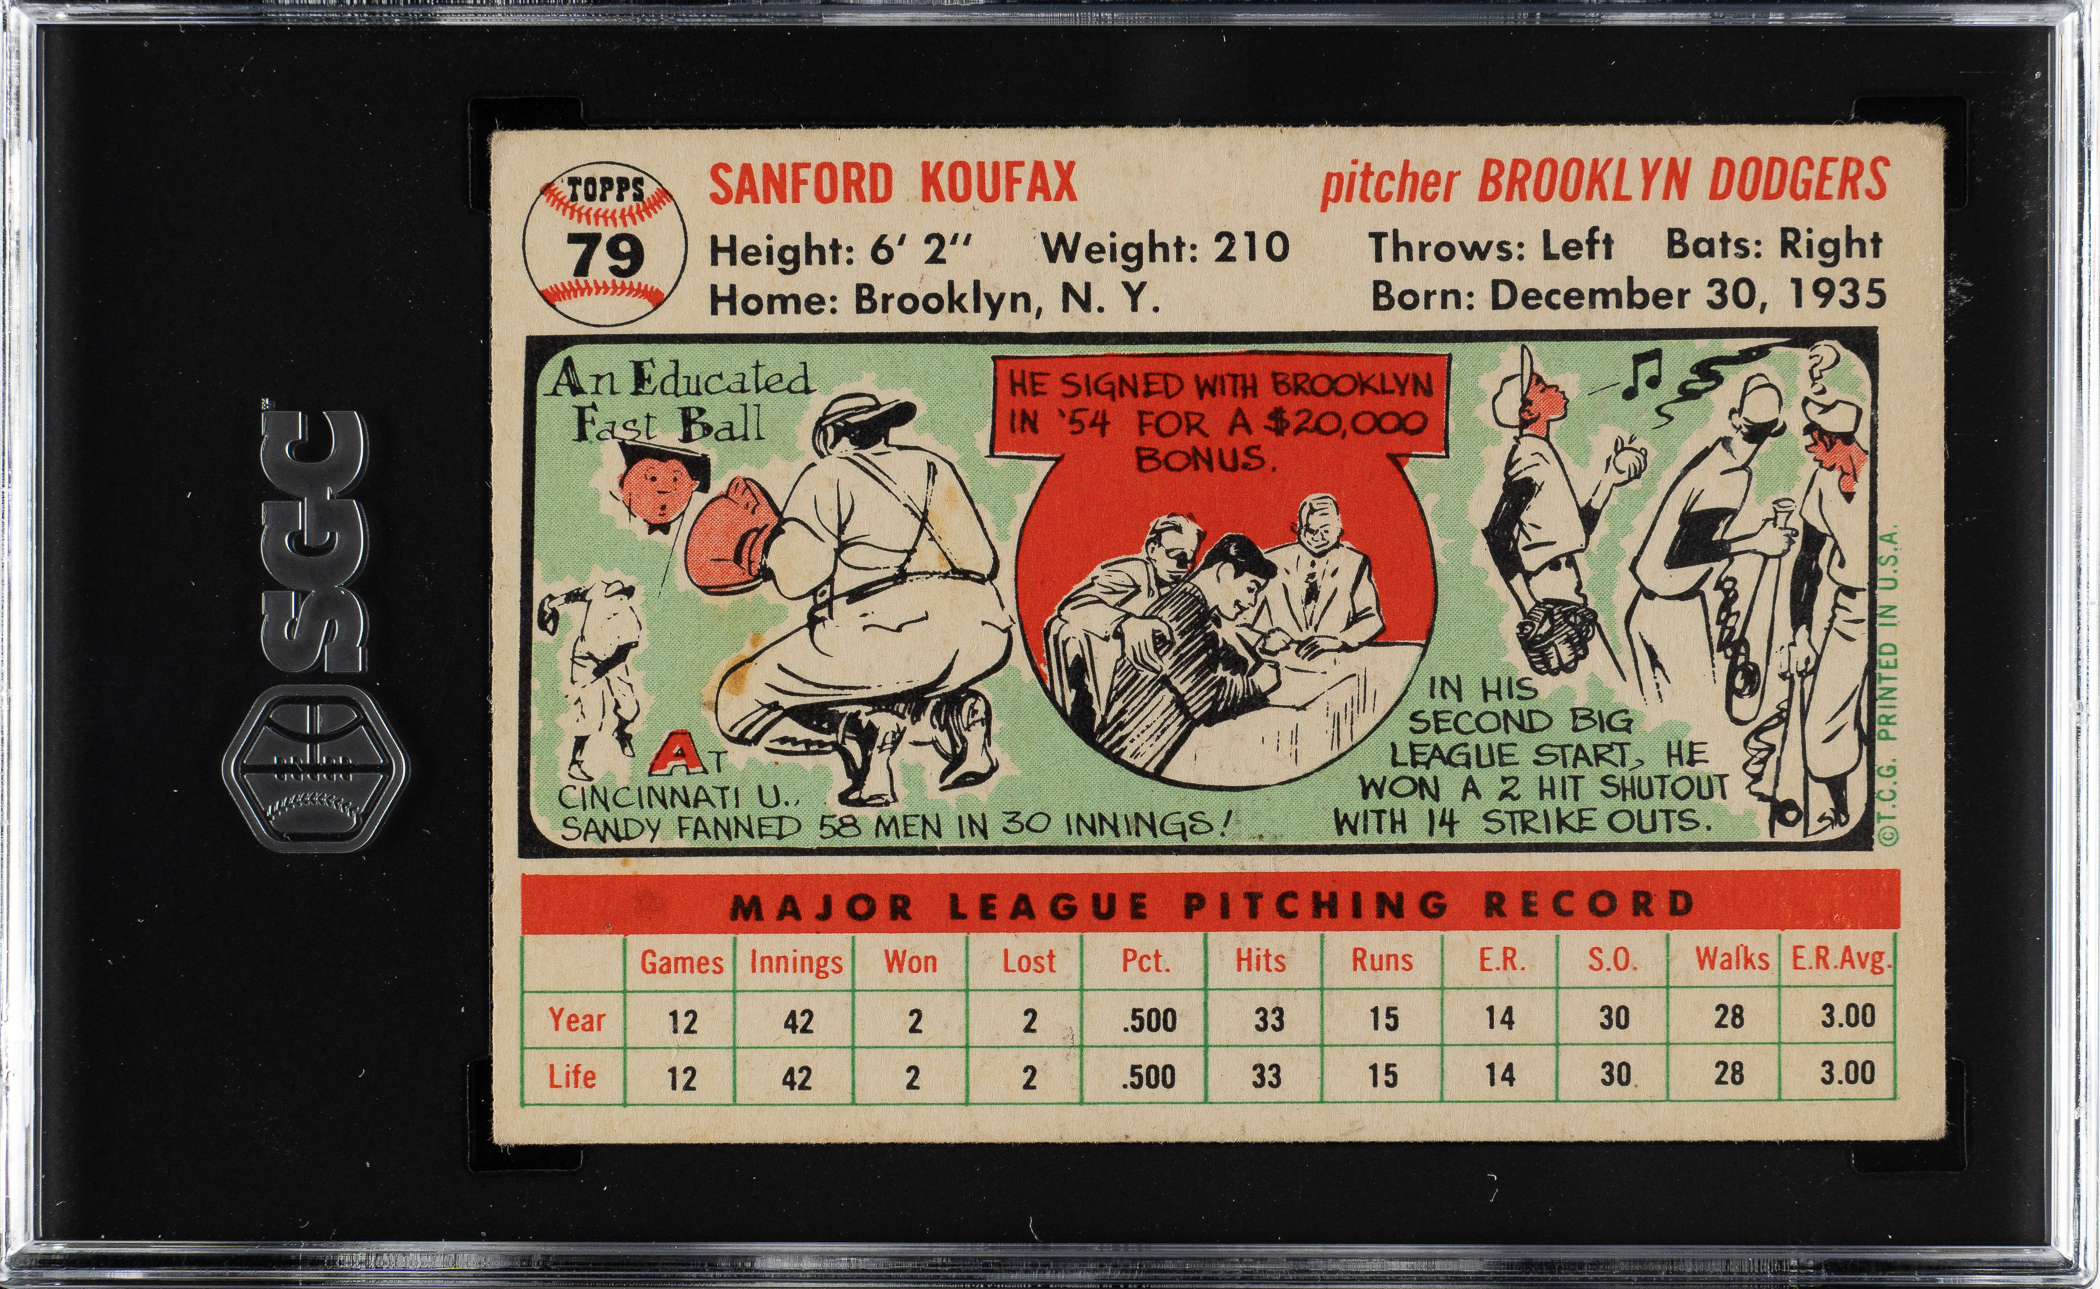 SGC
TM
TOPPS
79
SANFORD KOUFAX
pitcher BROOKLYN DODGERS
Height: 6' 2" Weight: 210 Throws: Left Bats: Right
Home: Brooklyn, N. Y. Born: December 30, 1935
An Educated
Fast Ball
AT
CINCINNATI U.,
SANDY FANNED 58 MEN IN 30 INNINGS!
HE SIGNED WITH BROOKLYN
IN '54 FOR A $20,000
BONUS.
?
IN HIS
SECOND BIG
LEAGUE START, HE
WON A 2 HIT SHUTOUT
WITH 14 STRIKE OUTS.
©T.C.G. PRINTED IN U.S.A.
MAJOR LEAGUE PITCHING RECORD
Games Innings Won Lost Pct. Hits Runs E.R. S.O. Walks E.R.Avg.
Year 12 42 2 2 .500 33 15 14 30 28 3.00
Life 12 42 2 2 .500 33 15 14 30 28 3.00